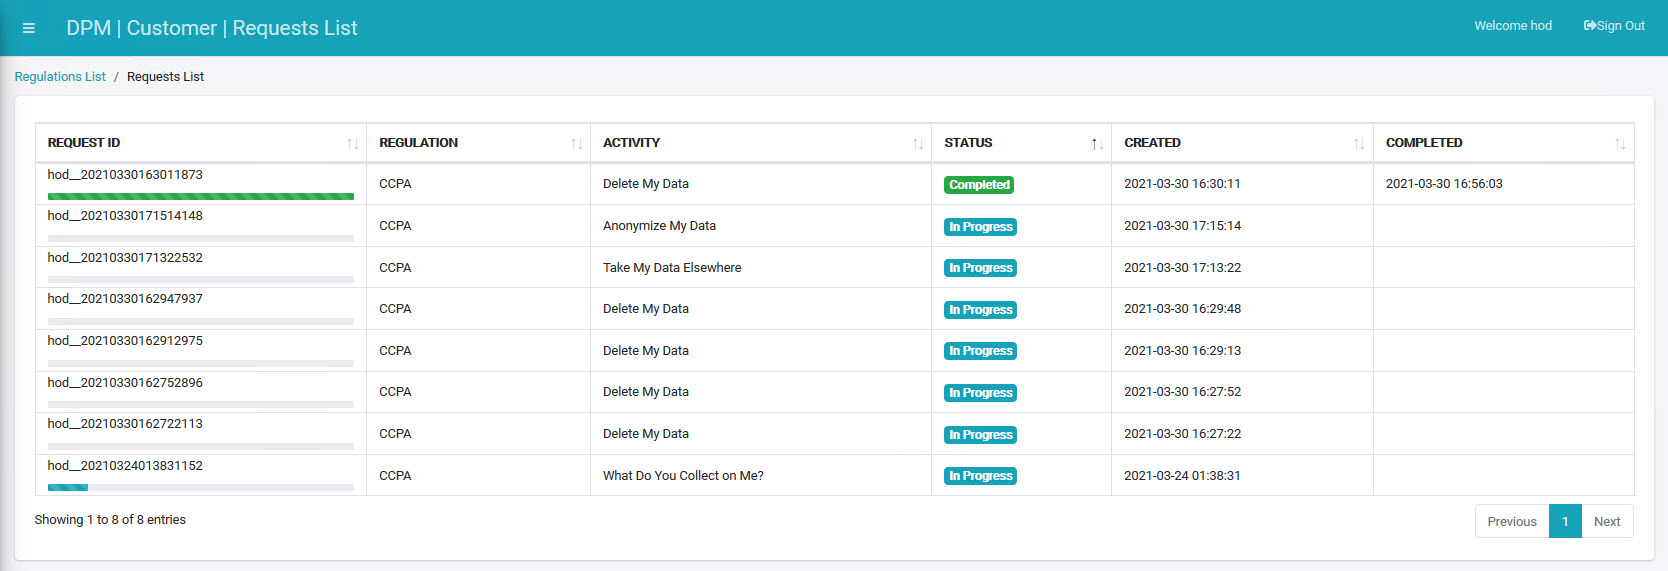 DPM | Customer | Requests List
Welcome hod
Sign Out
Regulations List / Requests List
REQUEST ID REGULATION ACTIVITY STATUS CREATED COMPLETED
hod__20210330163011873 CCPA Delete My Data Completed 2021-03-30 16:30:11 2021-03-30 16:56:03
hod__20210330171514148 CCPA Anonymize My Data In Progress 2021-03-30 17:15:14
hod__20210330171322532 CCPA Take My Data Elsewhere In Progress 2021-03-30 17:13:22
hod__20210330162947937 CCPA Delete My Data In Progress 2021-03-30 16:29:48
hod__20210330162912975 CCPA Delete My Data In Progress 2021-03-30 16:29:13
hod__20210330162752896 CCPA Delete My Data In Progress 2021-03-30 16:27:52
hod__20210330162722113 CCPA Delete My Data In Progress 2021-03-30 16:27:22
hod__20210324013831152 CCPA What Do You Collect on Me? In Progress 2021-03-24 01:38:31
Showing 1 to 8 of 8 entries
Previous 1 Next